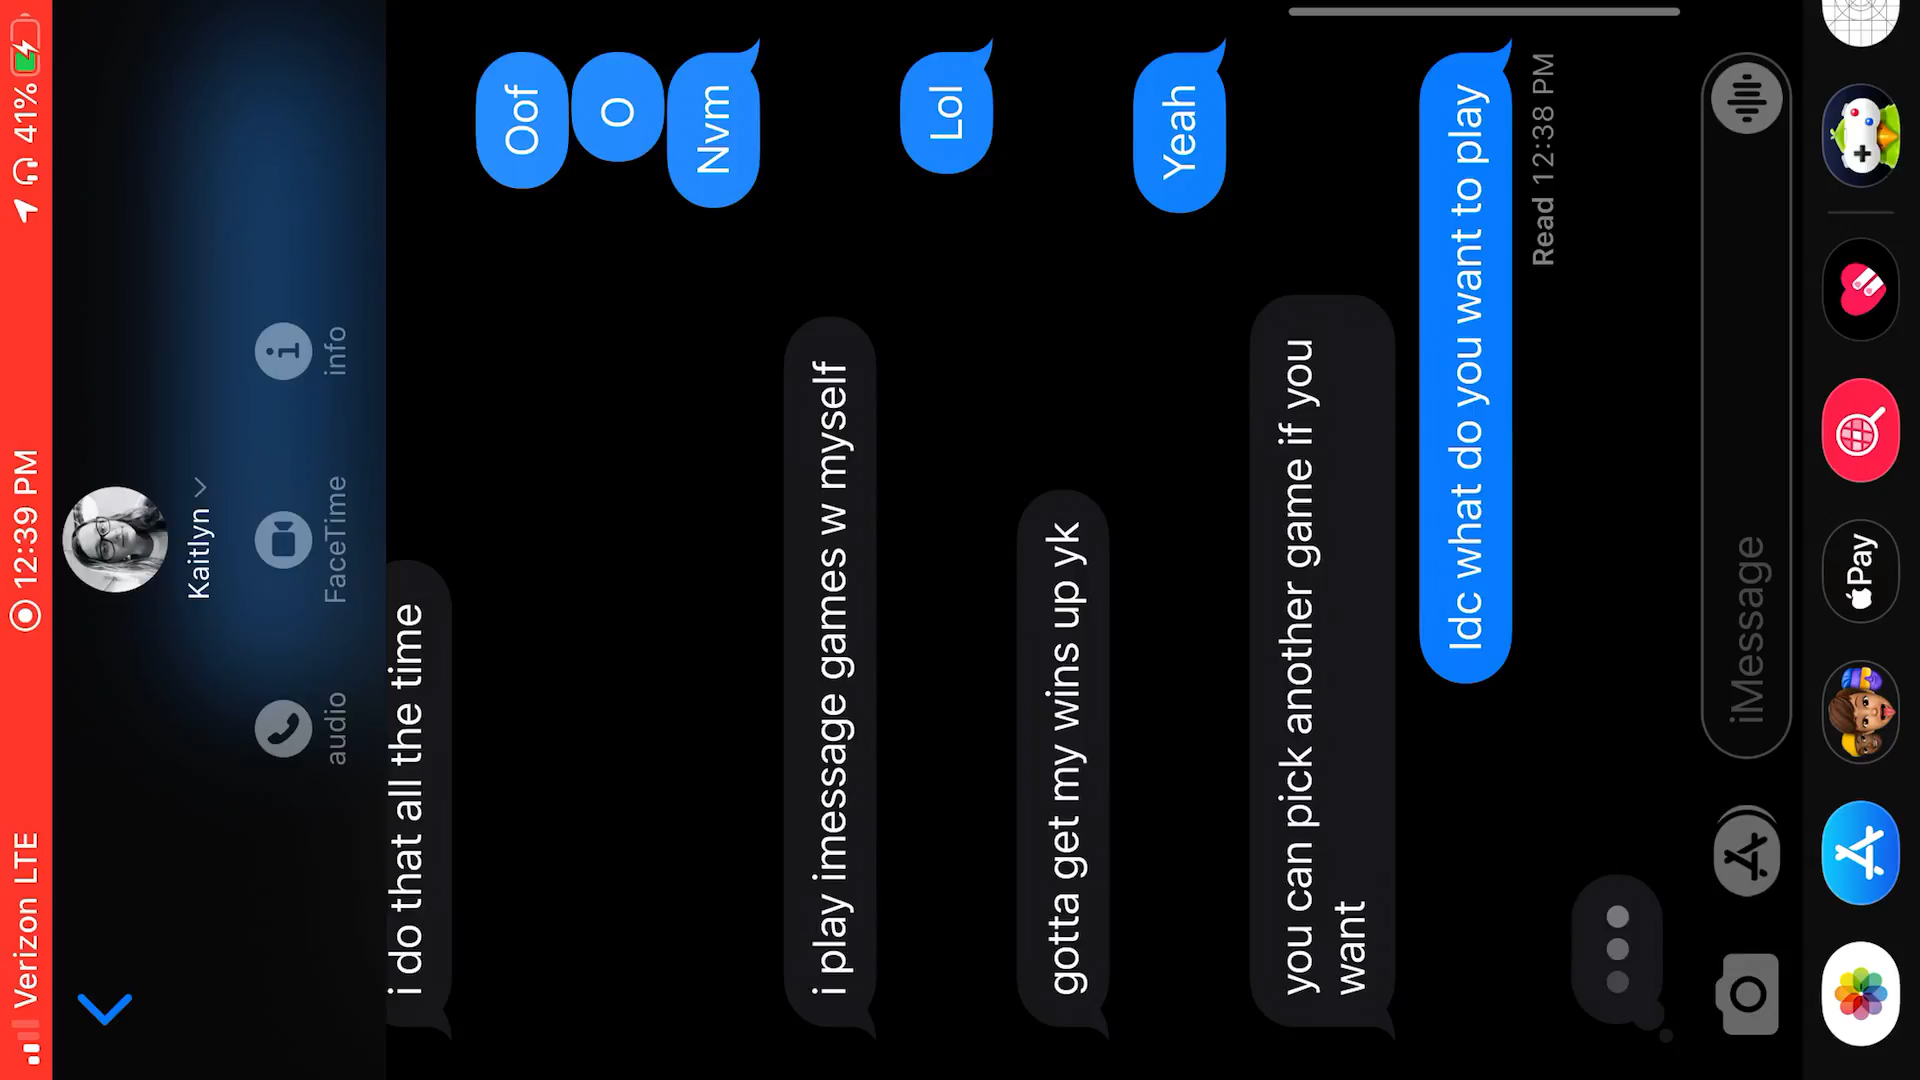 Verizon LTE 12:39 PM 41%
Kaitlyn
audio FaceTime info
i do that all the time
Oof
O
Nvm
i play imessage games w myself
Lol
gotta get my wins up yk
Yeah
you can pick another game if you
want
Idc what do you want to play
Read 12:38 PM
iMessage
Pay